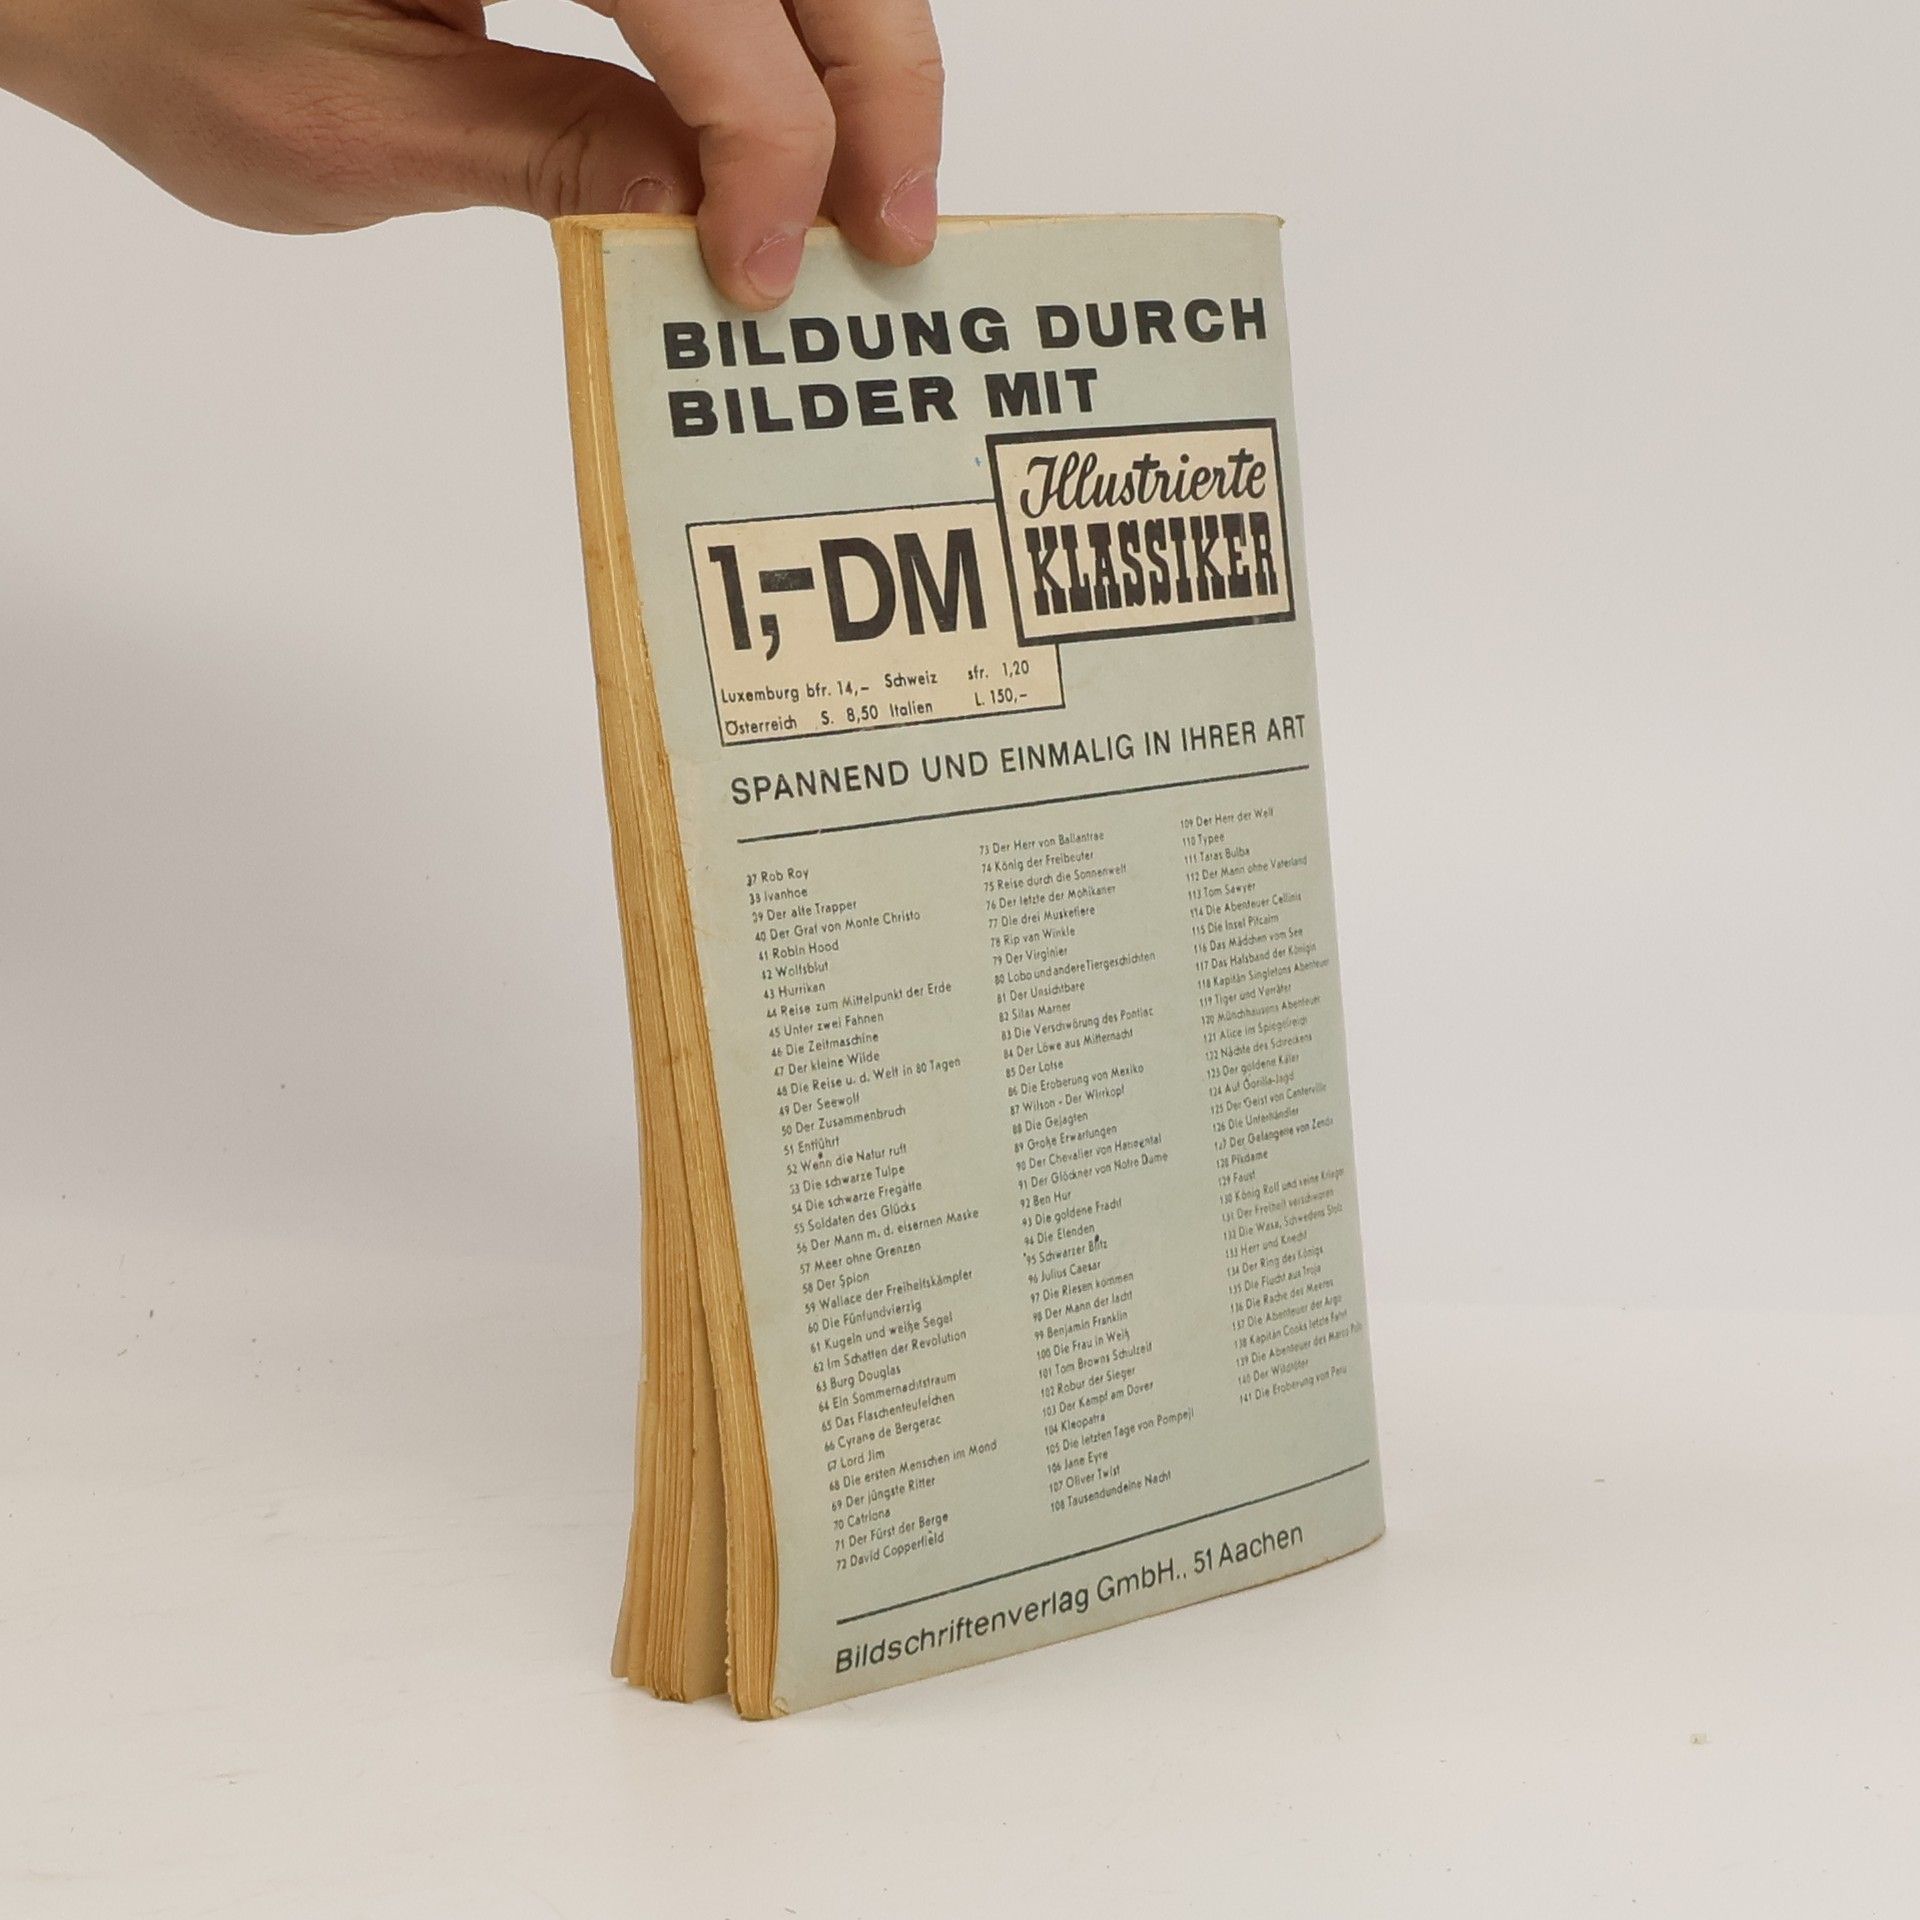 BILDUNG DURCH
BILDER MIT
Illustrierte
KLASSIKER
1,-DM
Luxemburg bfr. 14,- Schweiz sfr. 1,20
Österreich S. 8,50 Italien L. 150,-
SPANNEND UND EINMALIG IN IHRER ART
37 Rob Roy
38 Ivanhoe
39 Der alte Trapper
40 Der Graf von Monte Christo
41 Robin Hood
42 Wolfsblut
43 Hurrikan
44 Reise zum Mittelpunkt der Erde
45 Unter zwei Fahnen
46 Die Zeitmaschine
47 Der kleine Wilde
48 Die Reise u. d. Welt in 80 Tagen
49 Der Seewolf
50 Der Zusammenbruch
51 Entführt
52 Wenn die Natur ruft
53 Die schwarze Tulpe
54 Die schwarze Fregatte
55 Soldaten des Glücks
56 Der Mann m. d. eisernen Maske
57 Meer ohne Grenzen
58 Der Spion
59 Wallace der Freiheitskämpfer
60 Die Fünfundvierzig
61 Kugeln und weiße Segel
62 Im Schatten der Revolution
63 Burg Douglas
64 Ein Sommernachtstraum
65 Das Flaschenteufelchen
66 Cyrano de Bergerac
67 Lord Jim
68 Die ersten Menschen im Mond
69 Der jüngste Ritter
70 Catriona
71 Der Fürst der Berge
72 David Copperfield
73 Der Herr von Ballantrae
74 König der Freibeuter
75 Reise durch die Sonnenwelt
76 Der letzte der Mohikaner
77 Die drei Musketiere
78 Rip van Winkle
79 Der Virginier
80 Lobo und andere Tiergeschichten
81 Der Unsichtbare
82 Silas Marner
83 Die Verschwörung des Pontiac
84 Der Löwe aus Mitternacht
85 Der Lotse
86 Die Eroberung von Mexiko
87 Wilson - Der Wirrkopf
88 Die Gejagten
89 Große Erwartungen
90 Der Chevalier von
91 Der Glöckner von Notre Dame
92 Ben Hur
93 Die goldene Fracht
94 Die Elenden
95 Schwarzer Blitz
96 Julius Caesar
97 Die Riesen kommen
98 Der Mann der lacht
99 Benjamin Franklin
100 Die Frau in Weiß
101 Tom Browns Schulzeit
102 Robur der Sieger
103 Der Kampf am Dover
104 Kleopatra
105 Die letzten Tage von Pompeji
106 Jane Eyre
107 Oliver Twist
108 Tausendundeine Nacht
109 Der Herr der Welt
110 Typee
111 Taras Bulba
112 Der Mann ohne Vaterland
113 Tom Sawyer
114 Die Abenteuer Cellinis
115 Die Insel Pitcairn
116 Das Mädchen vom See
117 Das Halsband der Königin
118 Kapitän Singletons Abenteuer
119 Tiger und Verräter
120 Münchhausens Abenteuer
121 Alice im Spiegelreich
122 Nächte des Schreckens
123 Der goldene Käfer
124 Auf Gorilla-Jagd
125 Der Geist von Canterville
126 Die Unterhändler
127 Der Gefangene von Zenda
128 Pikdame
129 Faust
130 König Rolf und seine Krieger
131 Der Freiheit verschworen
132 Die Wasa, Schwedens Stolz
133 Herr und Knecht
134 Der Ring des Königs
135 Die Flucht aus Troja
136 Die Rache des Meeres
137 Die Abenteuer der Argo
138 Kapitän Cooks letzte Fahrt
139 Die Abenteuer des Marco Polo
140 Der Wildtöter
141 Die Eroberung von Peru
Bildschriftenverlag GmbH., 51 Aachen